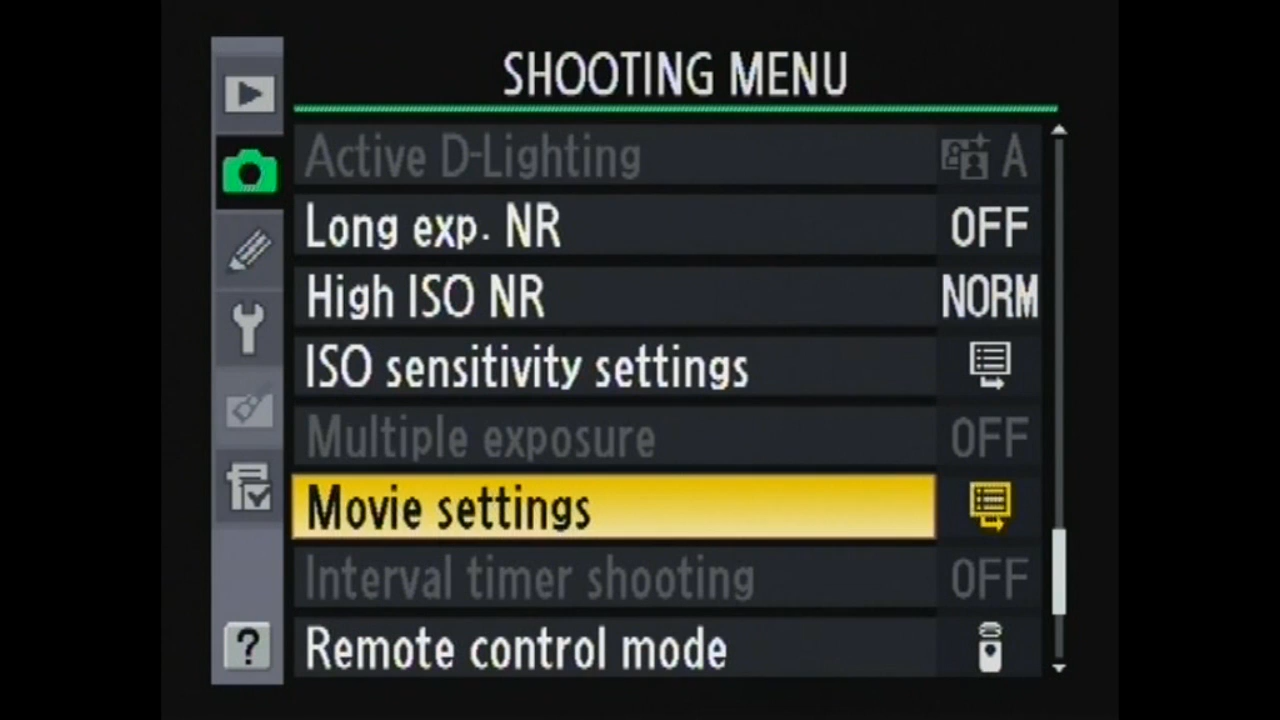 SHOOTING MENU
Active D-Lighting A
Long exp. NR OFF
High ISO NR NORM
ISO sensitivity settings
Multiple exposure OFF
Movie settings
Interval timer shooting OFF
? Remote control mode